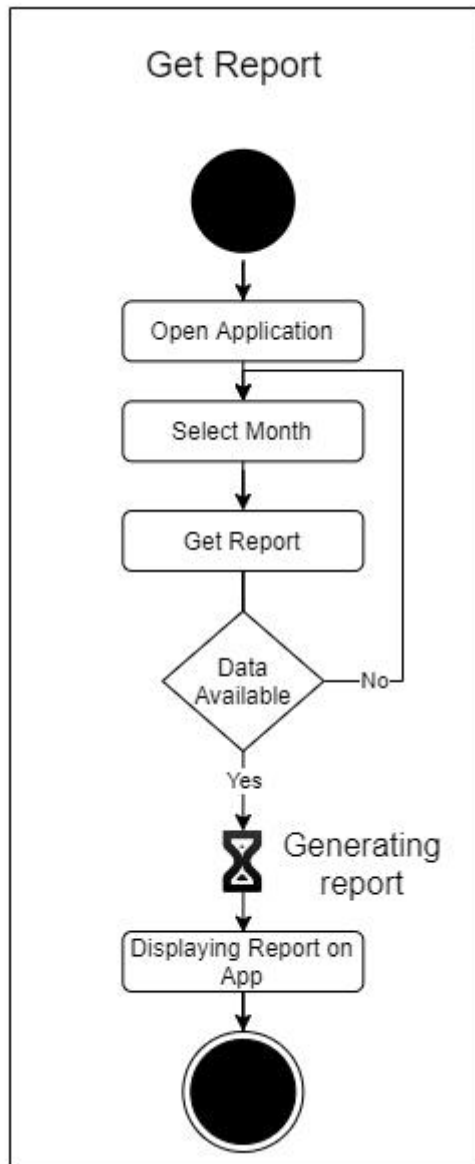 Get Report
Open Application
Select Month
Get Report
Data
Available
No
Yes
Generating
report
Displaying Report on
App